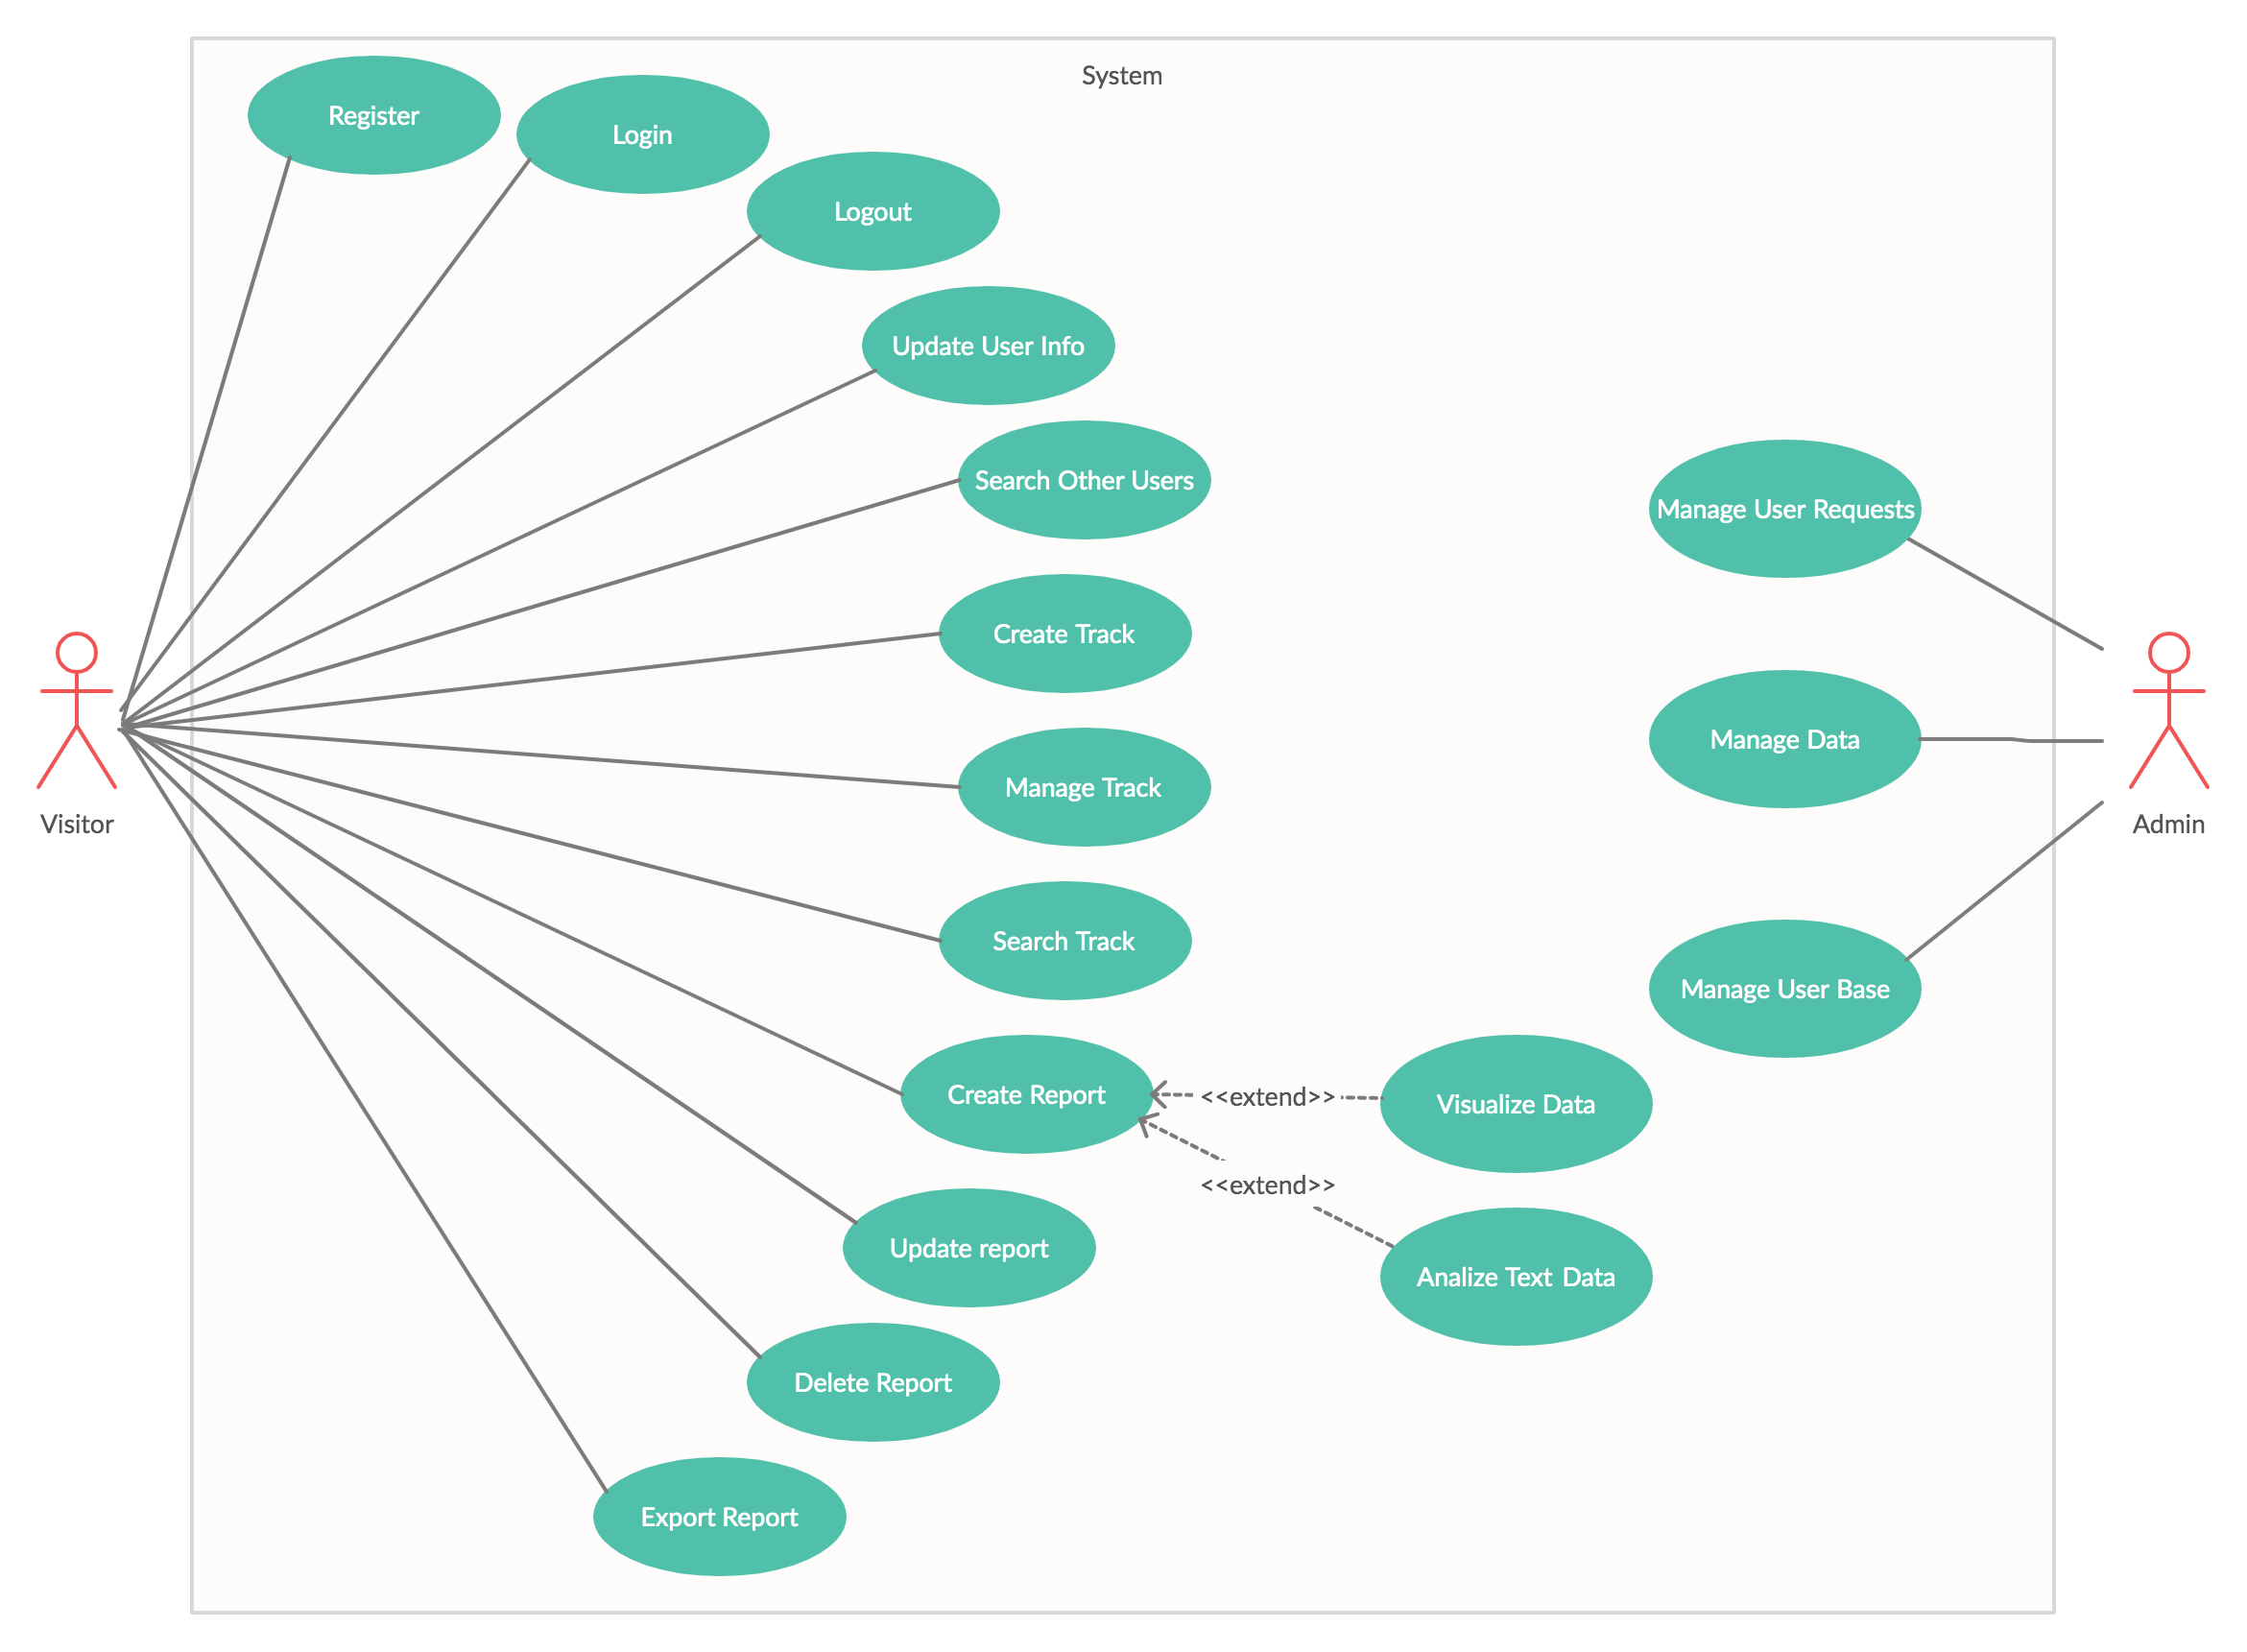 System
Register
Login
Logout
Update User Info
Search Other Users
Manage User Requests
Create Track
Manage Data
Manage Track
Visitor
Admin
Search Track
Manage User Base
Create Report
<<extend>>
Visualize Data
<<extend>>
Update report
Analize Text Data
Delete Report
Export Report